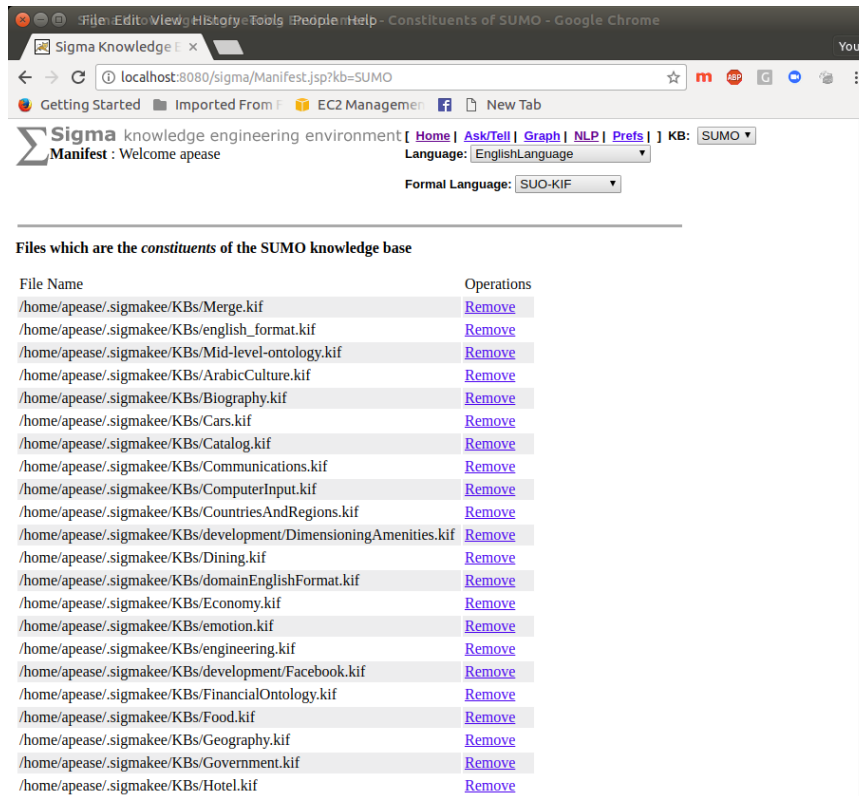 Sigma Knowledge Engineering Environment - Constituents of SUMO - Google Chrome
File Edit View History Tools People Help
Sigma Knowledge E ×
You
localhost:8080/sigma/Manifest.jsp?kb=SUMO
Getting Started Imported From F EC2 Managemen New Tab
Sigma knowledge engineering environment [ Home | Ask/Tell | Graph | NLP | Prefs | ] KB: SUMO
Manifest : Welcome apease Language: EnglishLanguage
Formal Language: SUO-KIF
Files which are the constituents of the SUMO knowledge base
File Name Operations
/home/apease/.sigmakee/KBs/Merge.kif Remove
/home/apease/.sigmakee/KBs/english_format.kif Remove
/home/apease/.sigmakee/KBs/Mid-level-ontology.kif Remove
/home/apease/.sigmakee/KBs/ArabicCulture.kif Remove
/home/apease/.sigmakee/KBs/Biography.kif Remove
/home/apease/.sigmakee/KBs/Cars.kif Remove
/home/apease/.sigmakee/KBs/Catalog.kif Remove
/home/apease/.sigmakee/KBs/Communications.kif Remove
/home/apease/.sigmakee/KBs/ComputerInput.kif Remove
/home/apease/.sigmakee/KBs/CountriesAndRegions.kif Remove
/home/apease/.sigmakee/KBs/development/DimensioningAmenities.kif Remove
/home/apease/.sigmakee/KBs/Dining.kif Remove
/home/apease/.sigmakee/KBs/domainEnglishFormat.kif Remove
/home/apease/.sigmakee/KBs/Economy.kif Remove
/home/apease/.sigmakee/KBs/emotion.kif Remove
/home/apease/.sigmakee/KBs/engineering.kif Remove
/home/apease/.sigmakee/KBs/development/Facebook.kif Remove
/home/apease/.sigmakee/KBs/FinancialOntology.kif Remove
/home/apease/.sigmakee/KBs/Food.kif Remove
/home/apease/.sigmakee/KBs/Geography.kif Remove
/home/apease/.sigmakee/KBs/Government.kif Remove
/home/apease/.sigmakee/KBs/Hotel.kif Remove